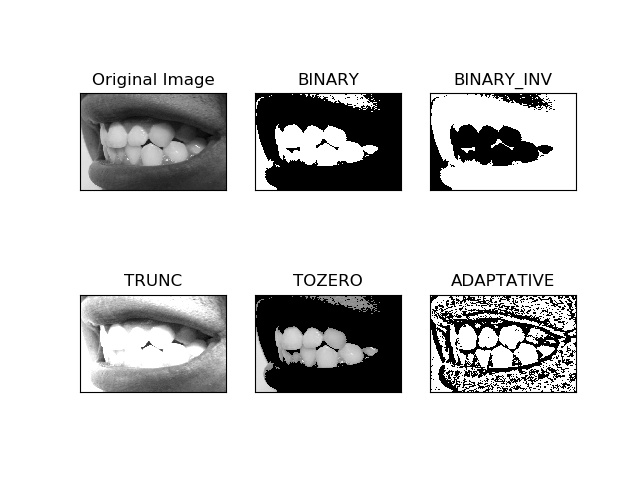 Original Image
BINARY
BINARY_INV
TRUNC
TOZERO
ADAPTATIVE